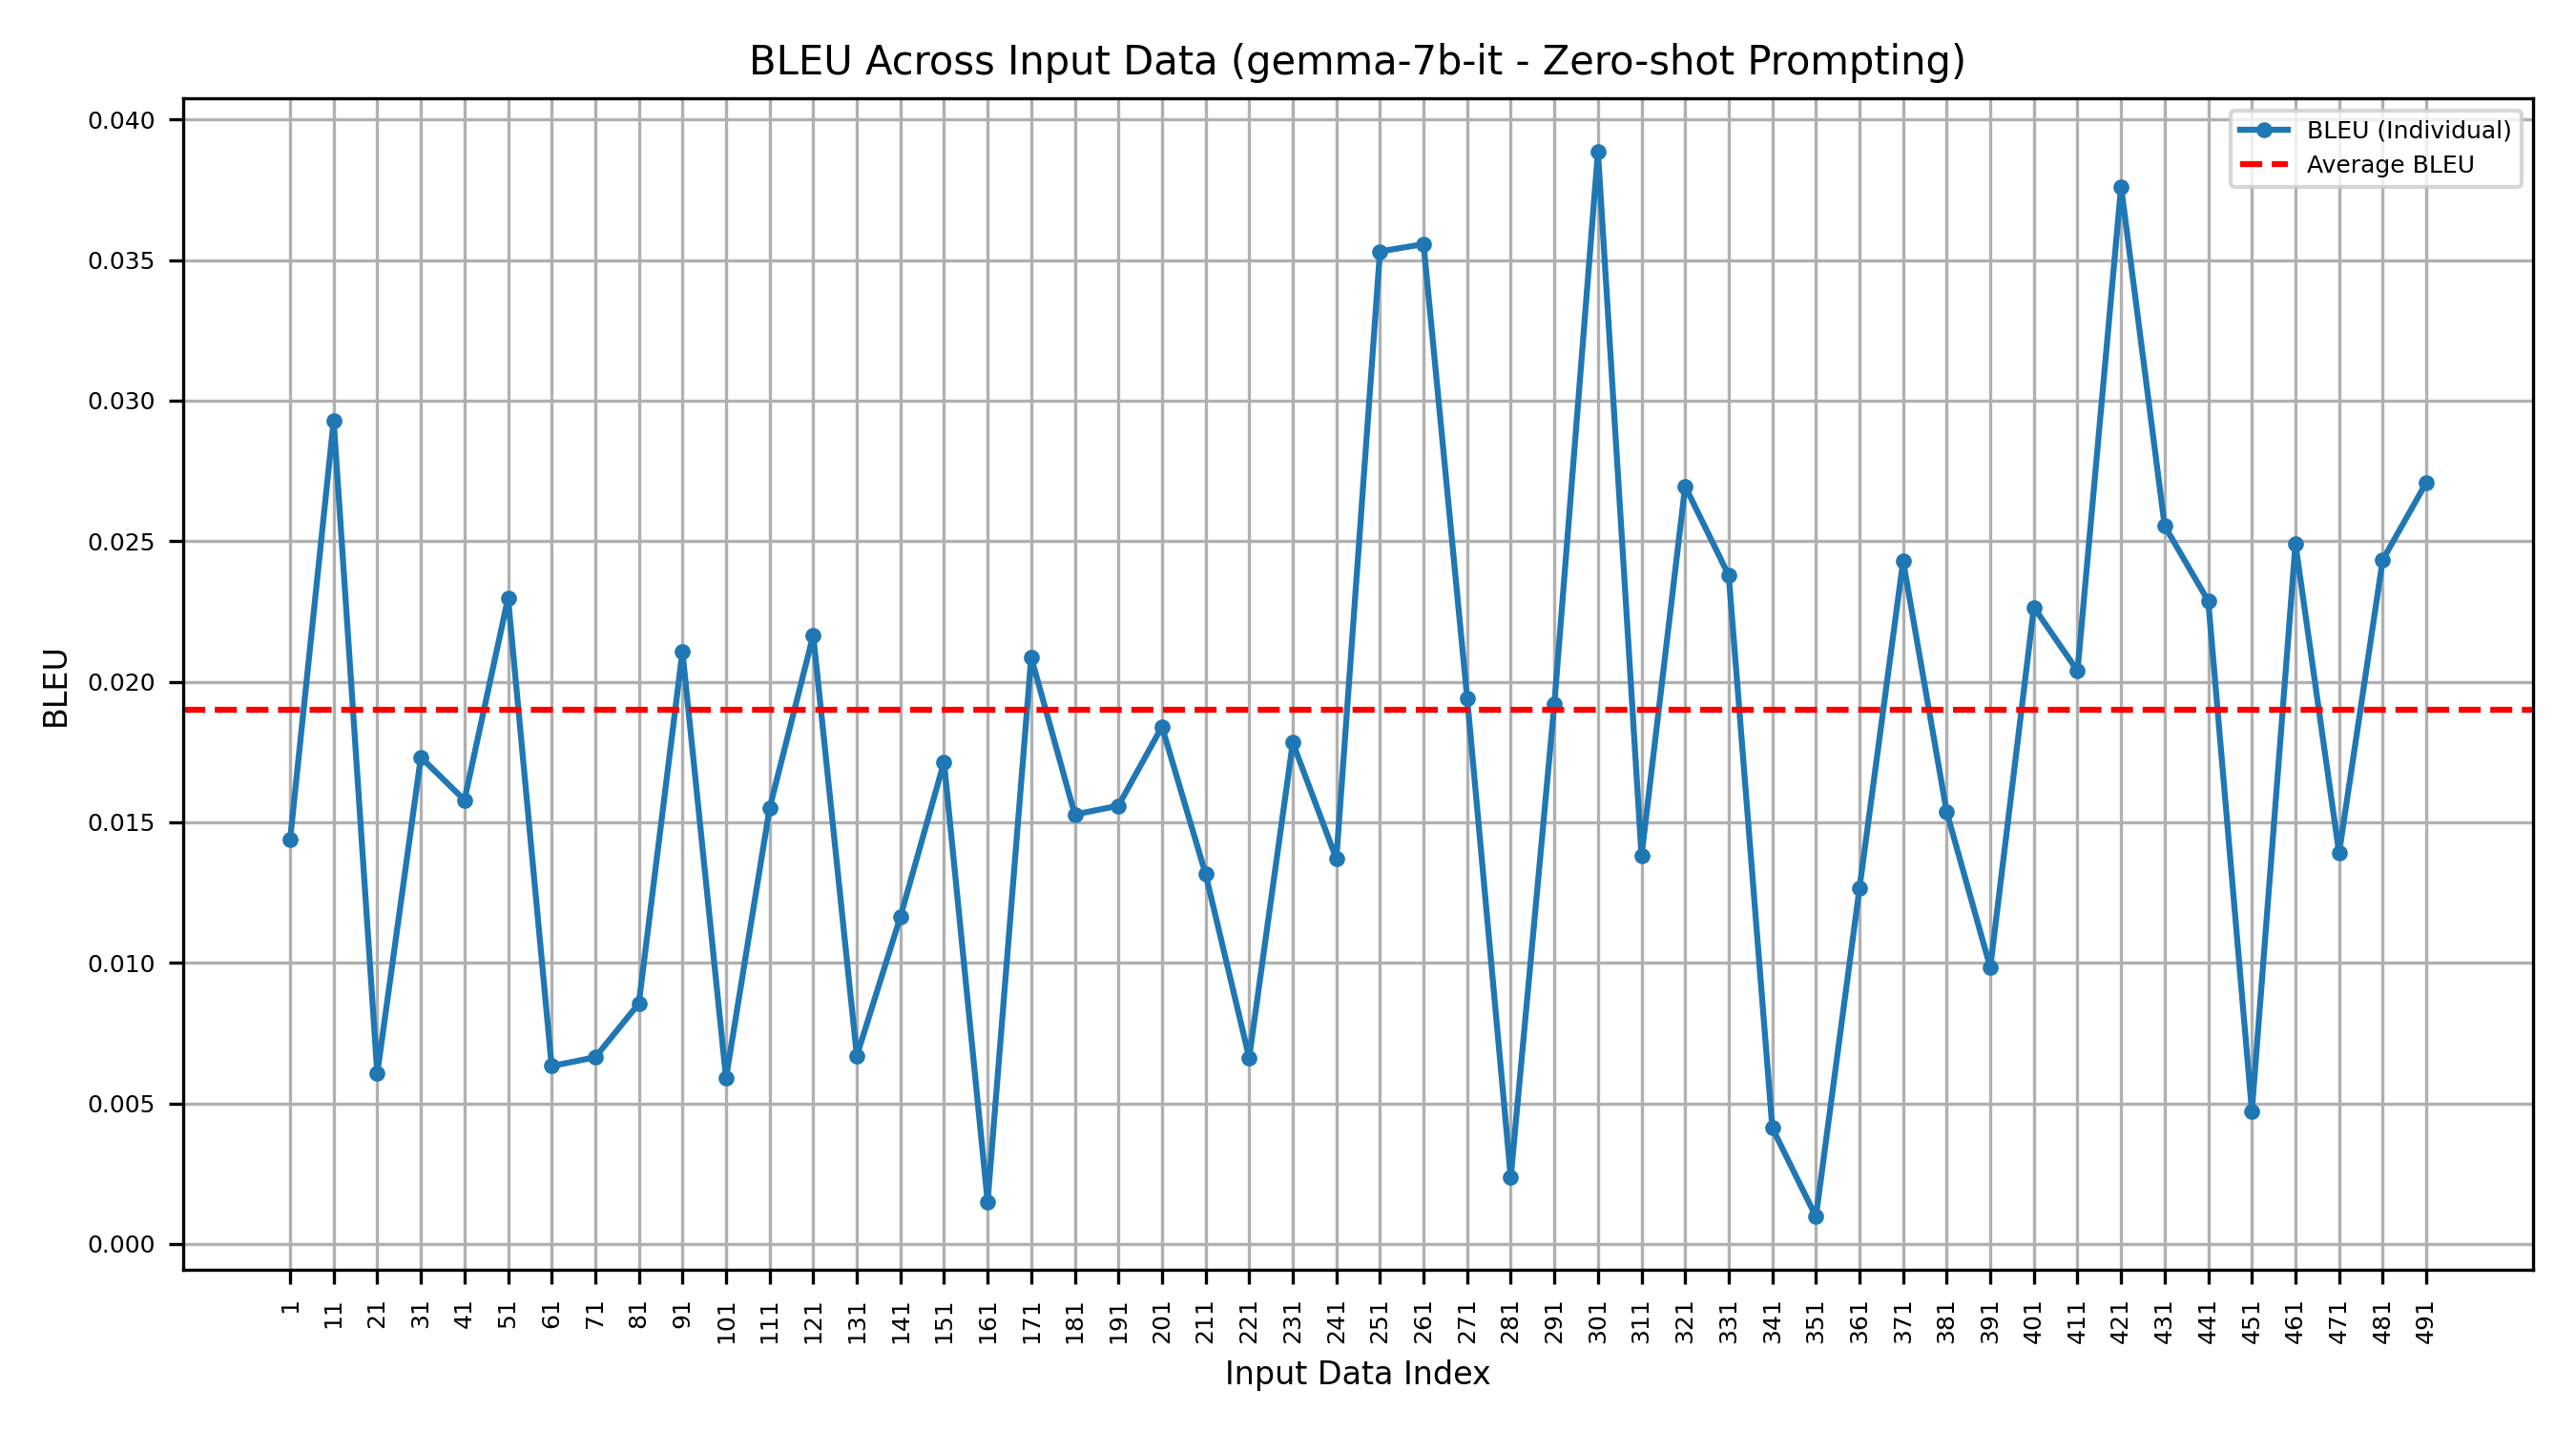 BLEU Across Input Data (gemma-7b-it - Zero-shot Prompting)
BLEU (Individual)
Average BLEU
BLEU
0.040
0.035
0.030
0.025
0.020
0.015
0.010
0.005
0.000
1 11 21 31 41 51 61 71 81 91 101 111 121 131 141 151 161 171 181 191 201 211 221 231 241 251 261 271 281 291 301 311 321 331 341 351 361 371 381 391 401 411 421 431 441 451 461 471 481 491
Input Data Index